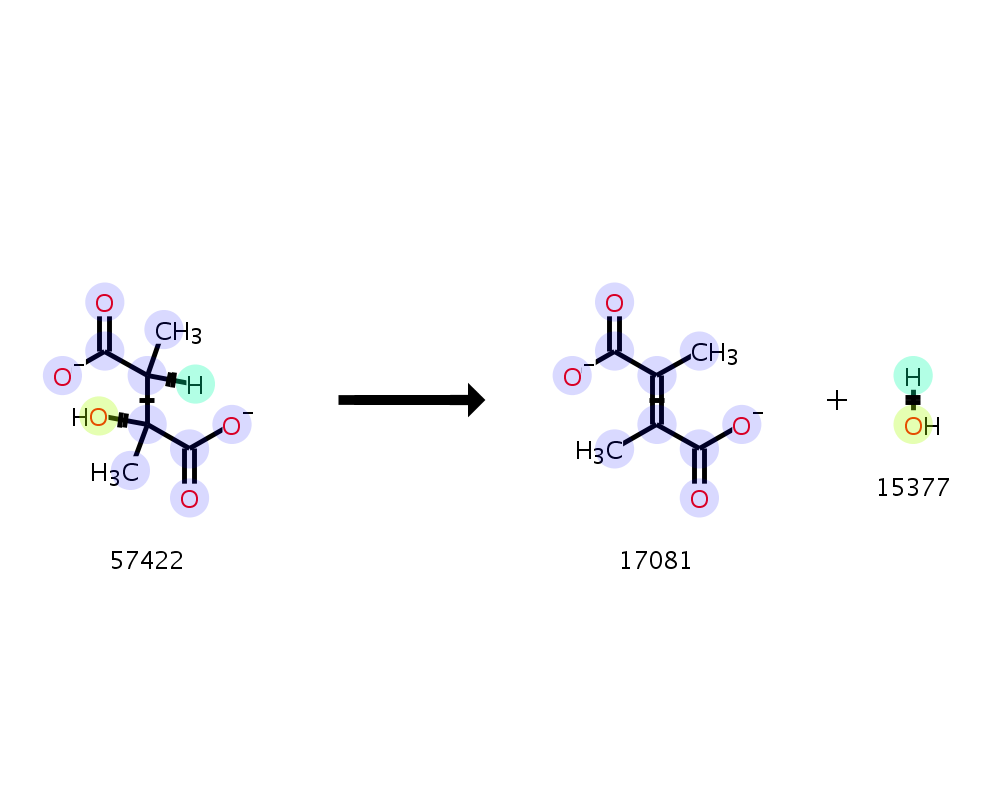 O O
CH3 CH3
O− O−
H H
HO O− H3C O− + OH
H3C
O O
15377
57422 17081